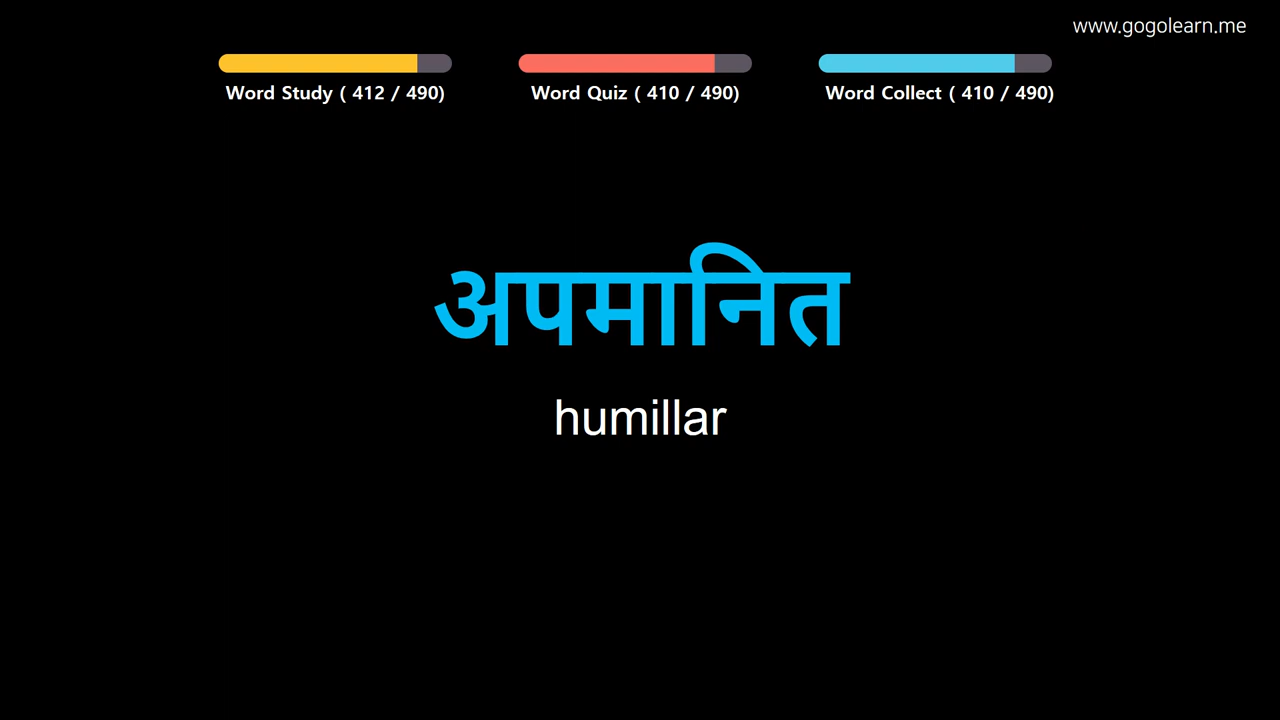 www.gogolearn.me
Word Study ( 412 / 490)
Word Quiz ( 410 / 490)
Word Collect ( 410 / 490)
अपमानित
humillar